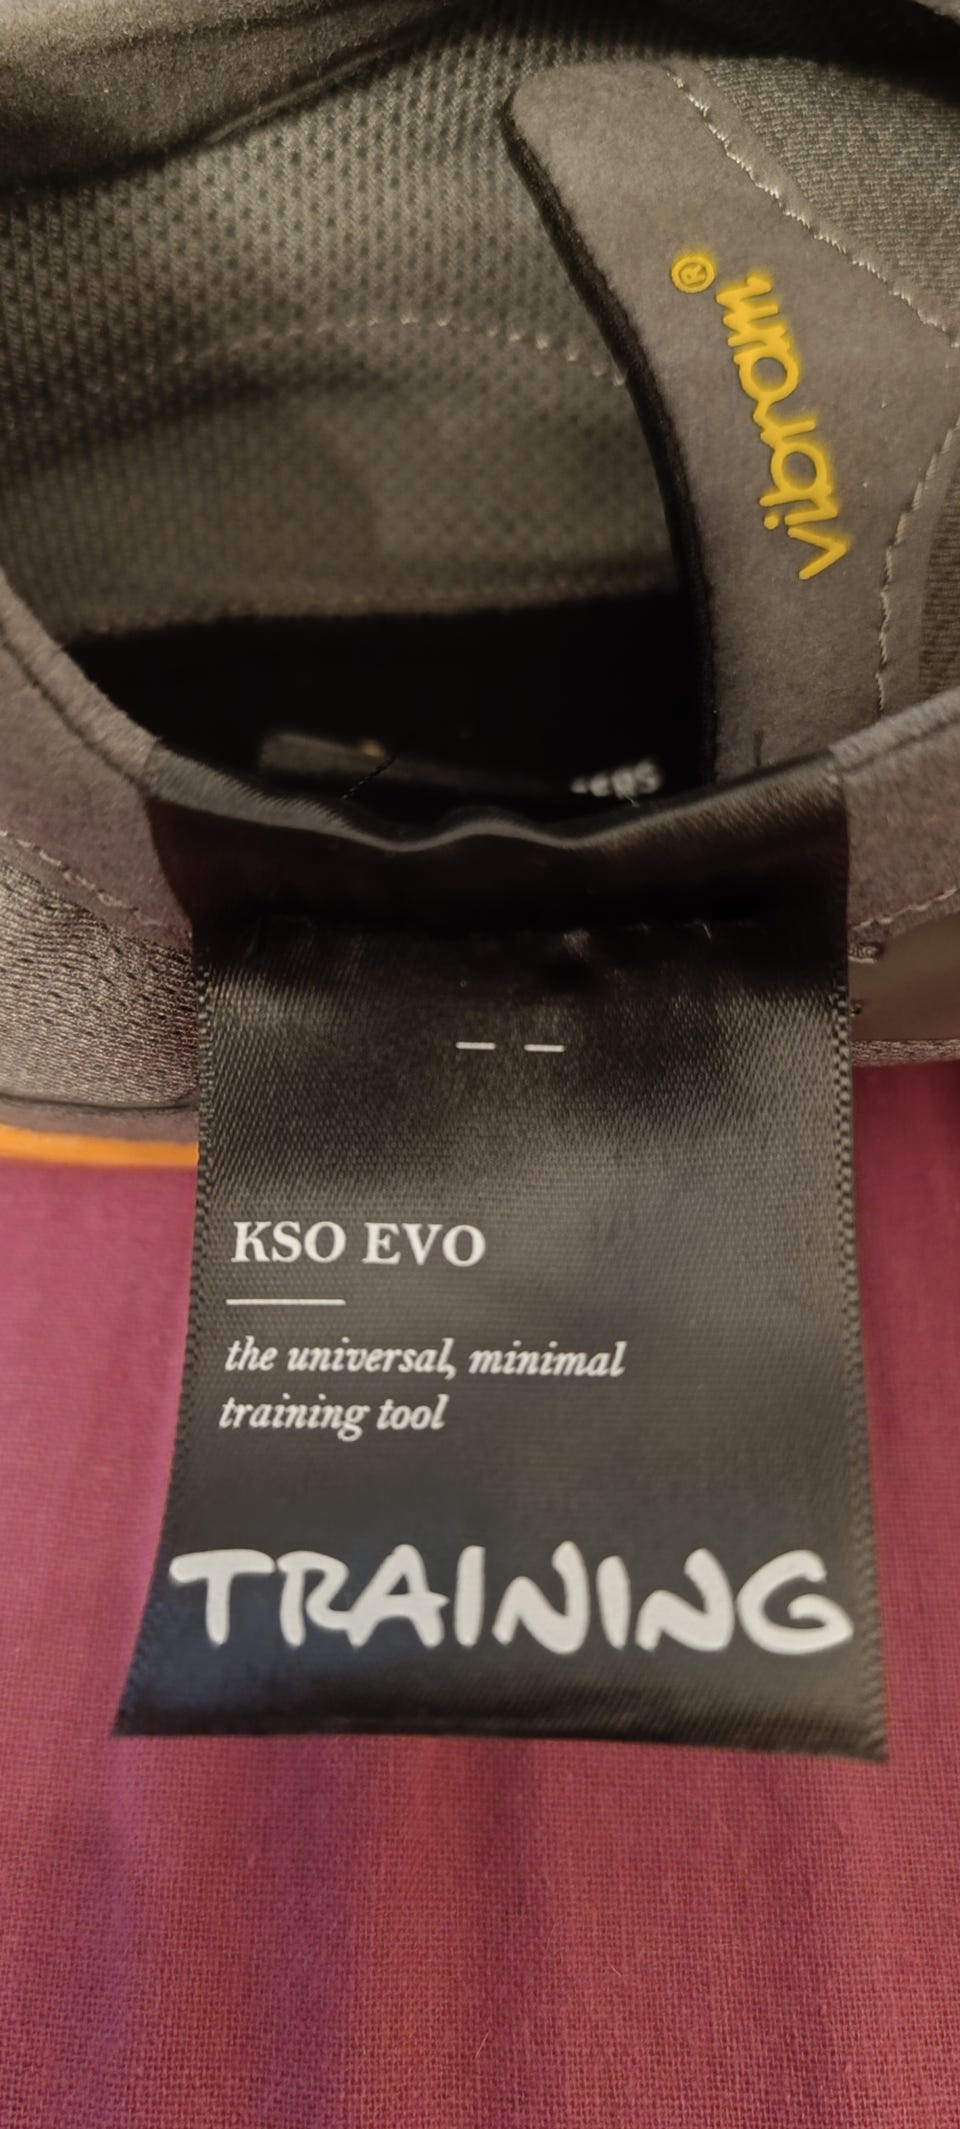 vibram®
KSO EVO
the universal, minimal
training tool
TRAINING